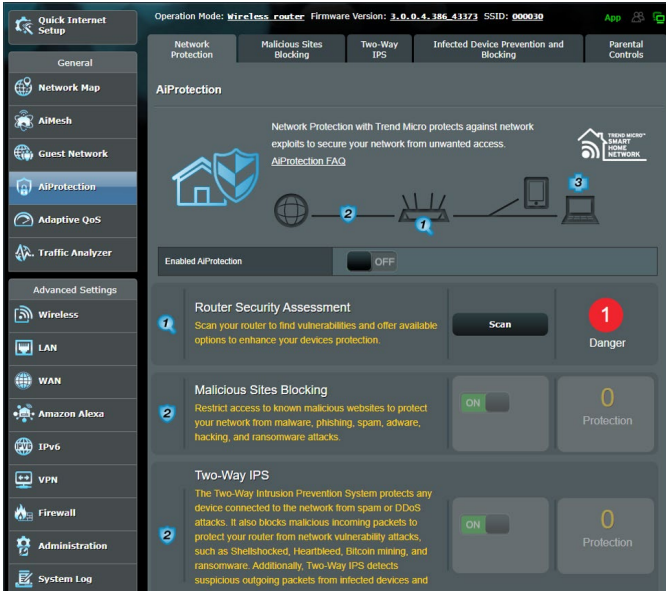 Quick Internet
Setup
Operation Mode: Wireless router Firmware Version: 3.0.0.4.386_43373 SSID: 000030
App
General
Network Map
AiMesh
Guest Network
AiProtection
Adaptive QoS
Traffic Analyzer
Advanced Settings
Wireless
LAN
WAN
Amazon Alexa
IPv6
VPN
Firewall
Administration
System Log
Network
Protection
Malicious Sites
Blocking
Two-Way
IPS
Infected Device Prevention and
Blocking
Parental
Controls
AiProtection
Network Protection with Trend Micro protects against network
exploits to secure your network from unwanted access.
AiProtection FAQ
TREND MICRO™
SMART
HOME
NETWORK
2
1
3
Enabled AiProtection
OFF
1
Router Security Assessment
Scan your router to find vulnerabilities and offer available
options to enhance your devices protection.
Scan
1
Danger
2
Malicious Sites Blocking
Restrict access to known malicious websites to protect
your network from malware, phishing, spam, adware,
hacking, and ransomware attacks.
ON
0
Protection
2
Two-Way IPS
The Two-Way Intrusion Prevention System protects any
device connected to the network from spam or DDoS
attacks. It also blocks malicious incoming packets to
protect your router from network vulnerability attacks,
such as Shellshocked, Heartbleed, Bitcoin mining, and
ransomware. Additionally, Two-Way IPS detects
suspicious outgoing packets from infected devices and
ON
0
Protection